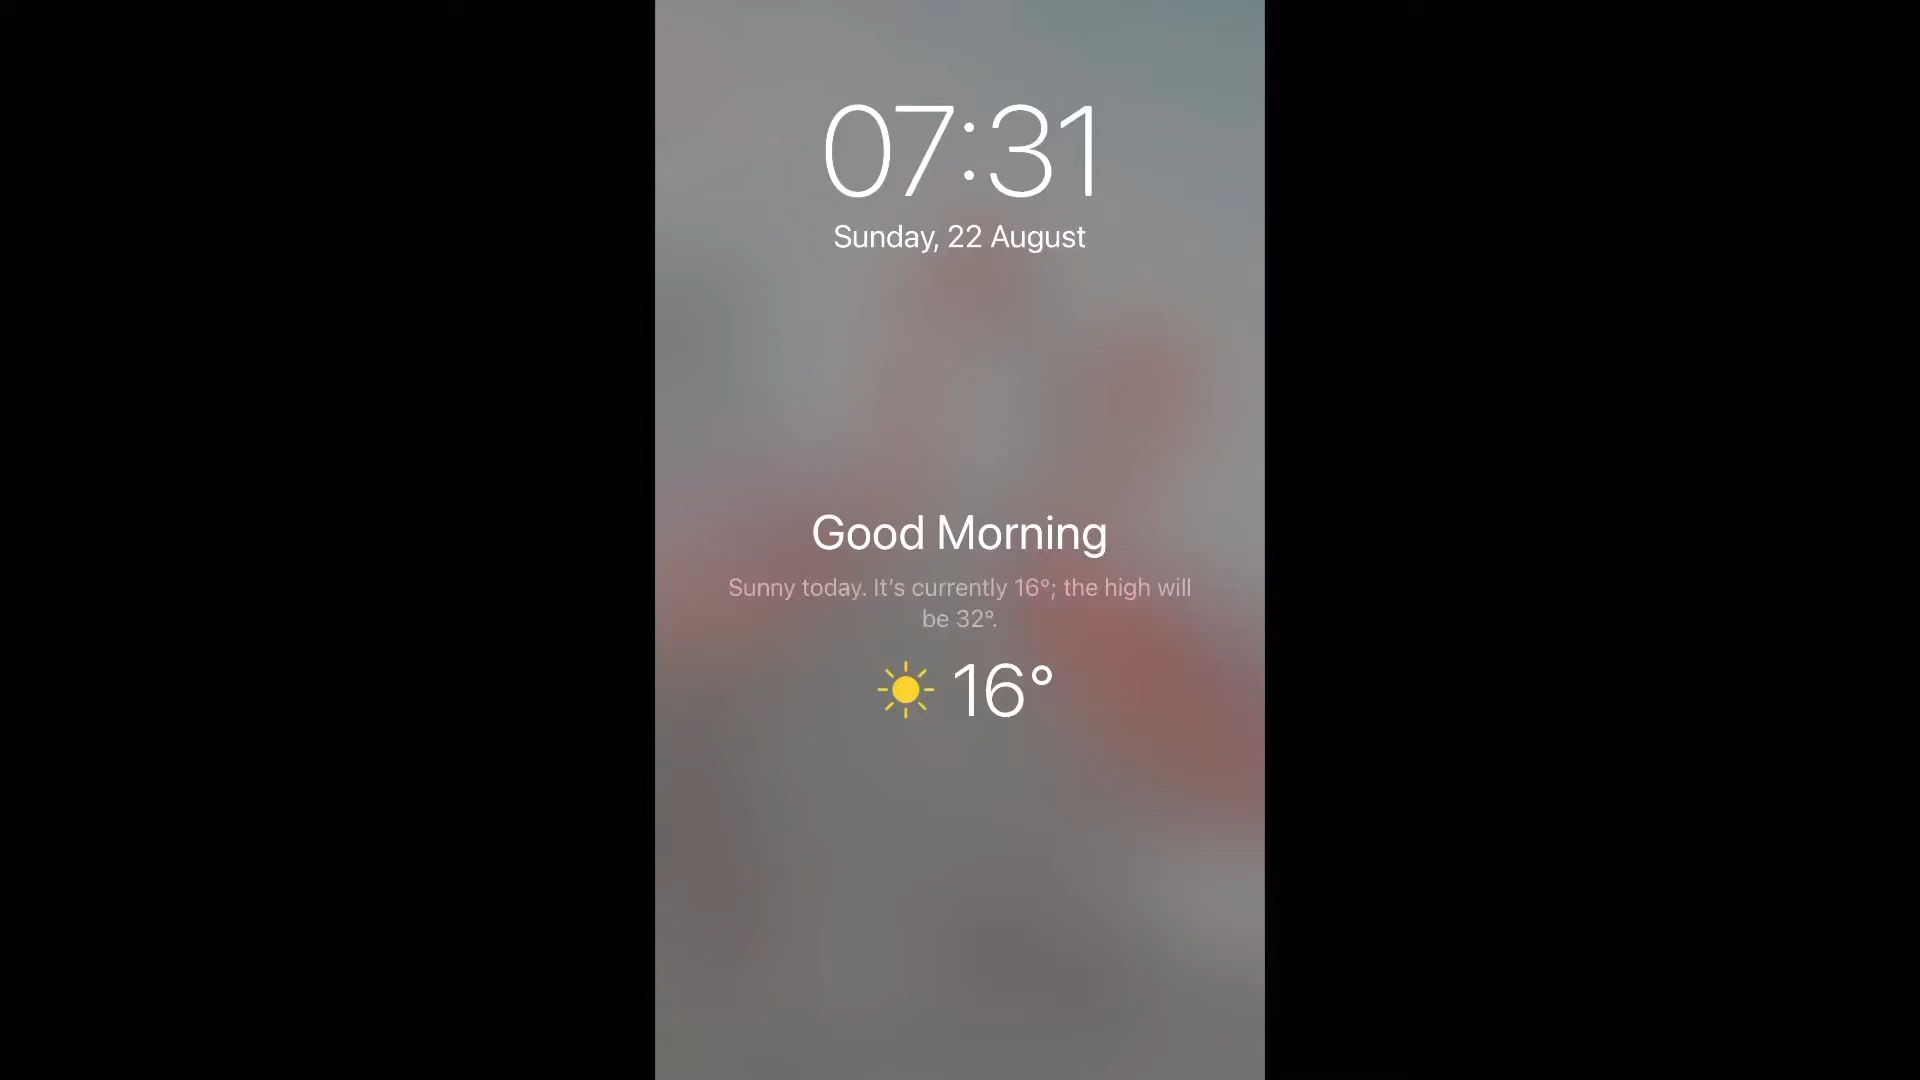 07:31
Sunday, 22 August
Good Morning
Sunny today. It’s currently 16°; the high will
be 32°.
16°